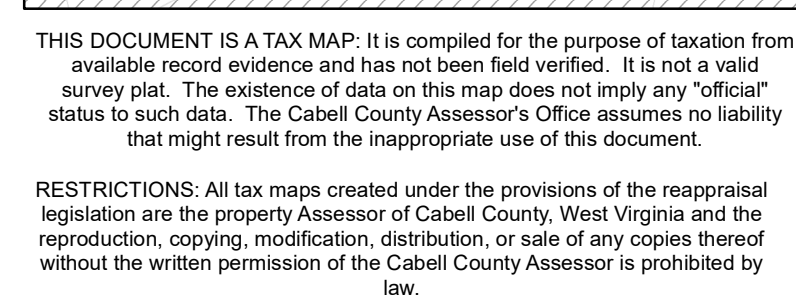 THIS DOCUMENT IS A TAX MAP: It is compiled for the purpose of taxation from
available record evidence and has not been field verified.  It is not a valid
survey plat.  The existence of data on this map does not imply any "official"
status to such data.  The Cabell County Assessor's Office assumes no liability
that might result from the inappropriate use of this document.

RESTRICTIONS: All tax maps created under the provisions of the reappraisal
legislation are the property Assessor of Cabell County, West Virginia and the
reproduction, copying, modification, distribution, or sale of any copies thereof
without the written permission of the Cabell County Assessor is prohibited by
law.